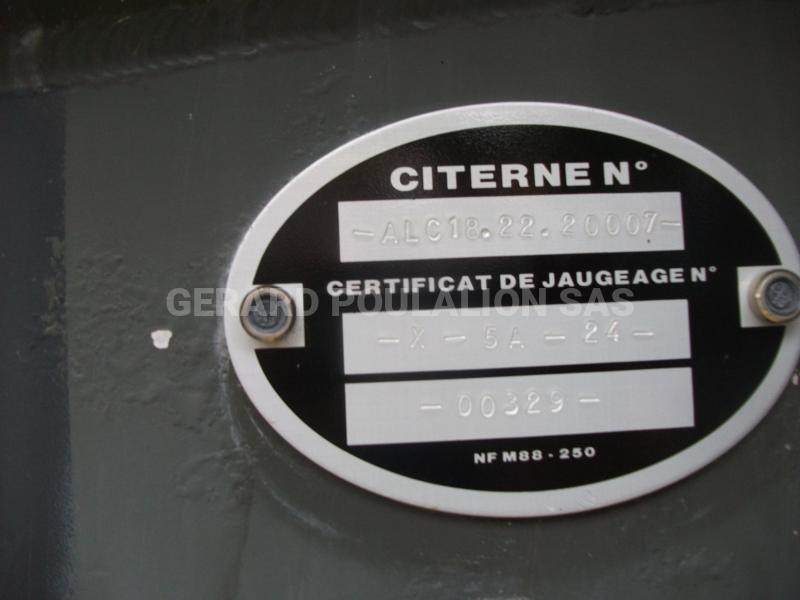 CITERNE N°
-ALC18.22.20007-
CERTIFICAT DE JAUGEAGE N°
GERARD POULALION SAS
-X-5A-24-
-00329-
NF M88-250